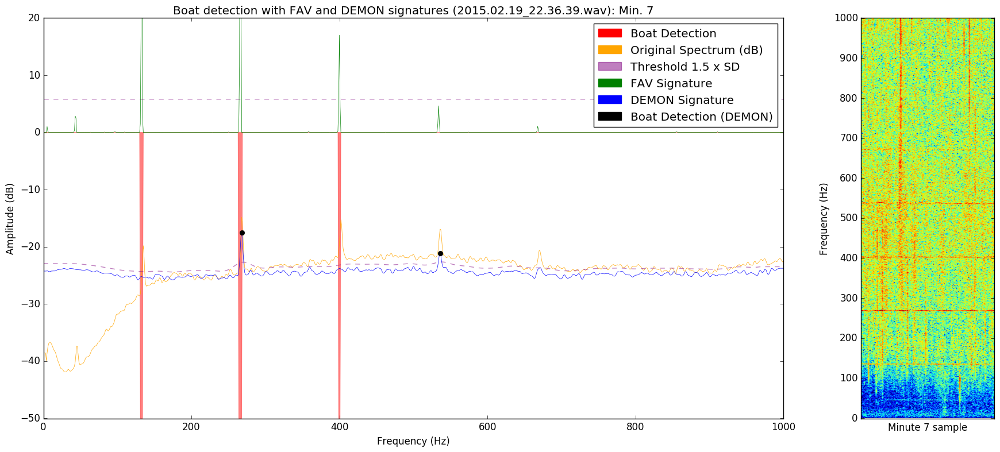 Boat detection with FAV and DEMON signatures (2015.02.19_22.36.39.wav): Min. 7
Boat Detection
Original Spectrum (dB)
Threshold 1.5 x SD
FAV Signature
DEMON Signature
Boat Detection (DEMON)
Amplitude (dB)
20
10
0
−10
−20
−30
−40
−50
0
200
400
600
800
1000
Frequency (Hz)
Frequency (Hz)
1000
900
800
700
600
500
400
300
200
100
0
Minute 7 sample